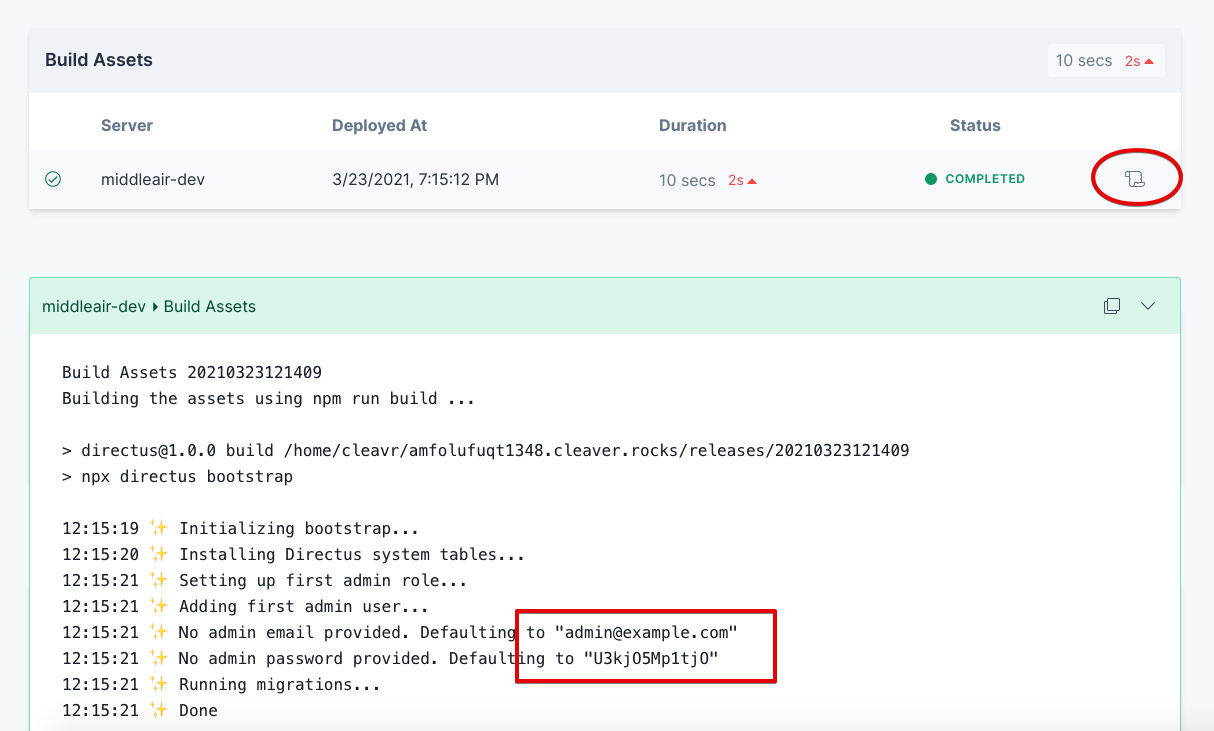 Build Assets
10 secs 2s
Server Deployed At Duration Status
middleair-dev 3/23/2021, 7:15:12 PM 10 secs 2s COMPLETED
middleair-dev Build Assets
Build Assets 20210323121409
Building the assets using npm run build ...
> directus@1.0.0 build /home/cleavr/amfolufuqt1348.cleaver.rocks/releases/20210323121409
> npx directus bootstrap
12:15:19 ✨ Initializing bootstrap...
12:15:20 ✨ Installing Directus system tables...
12:15:21 ✨ Setting up first admin role...
12:15:21 ✨ Adding first admin user...
12:15:21 ✨ No admin email provided. Defaulting to "admin@example.com"
12:15:21 ✨ No admin password provided. Defaulting to "U3kjO5Mp1tjO"
12:15:21 ✨ Running migrations...
12:15:21 ✨ Done